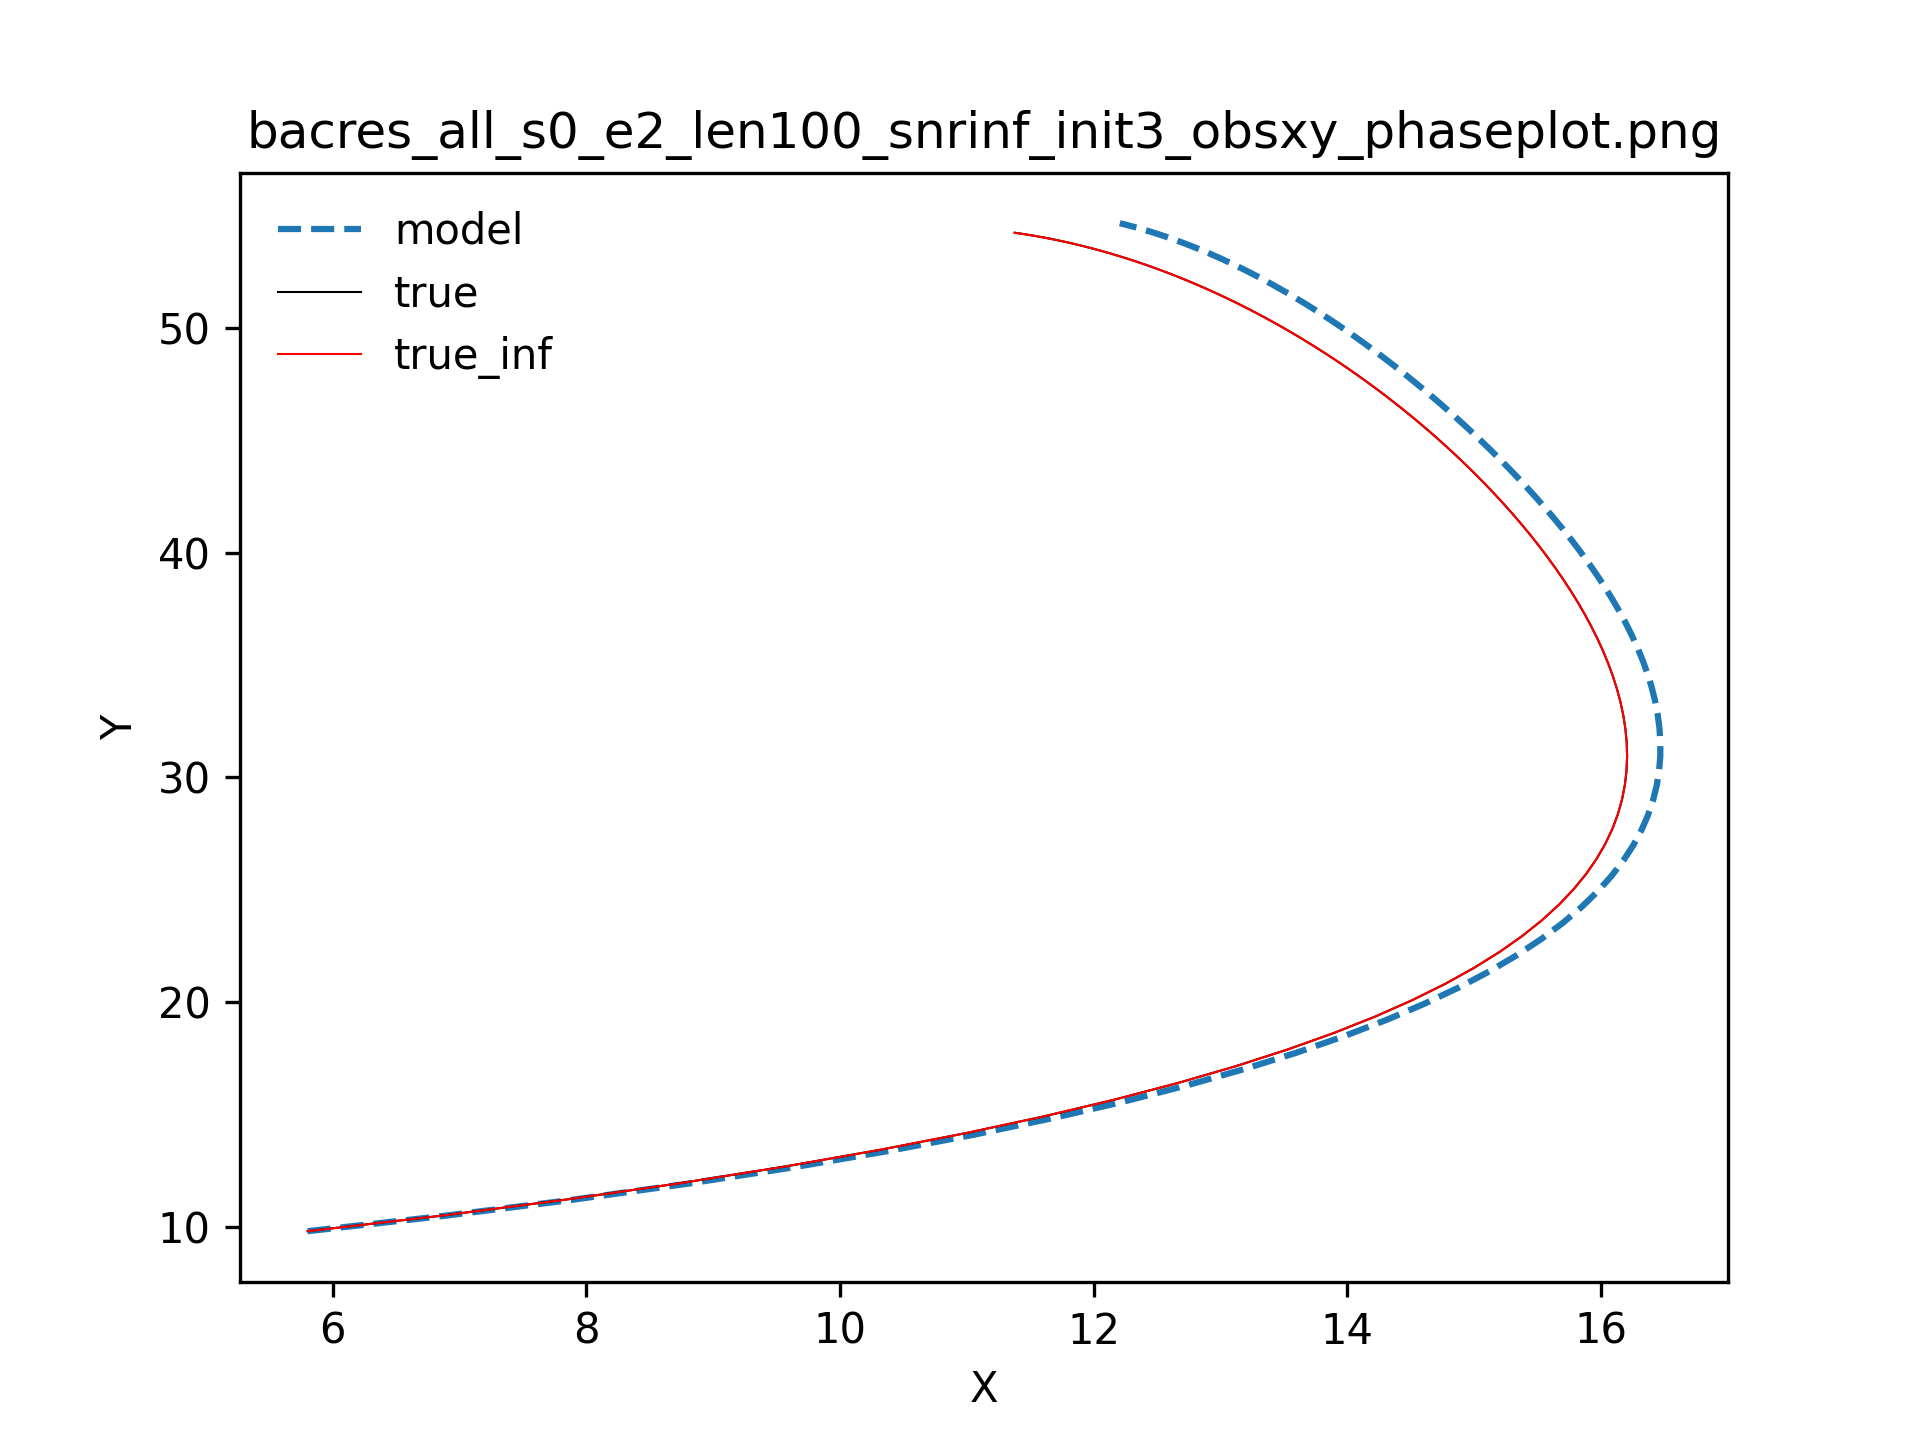 bacres_all_s0_e2_len100_snrinf_init3_obsxy_phaseplot.png
model
true
true_inf
50
40
30
20
10
Y
6 8 10 12 14 16
X